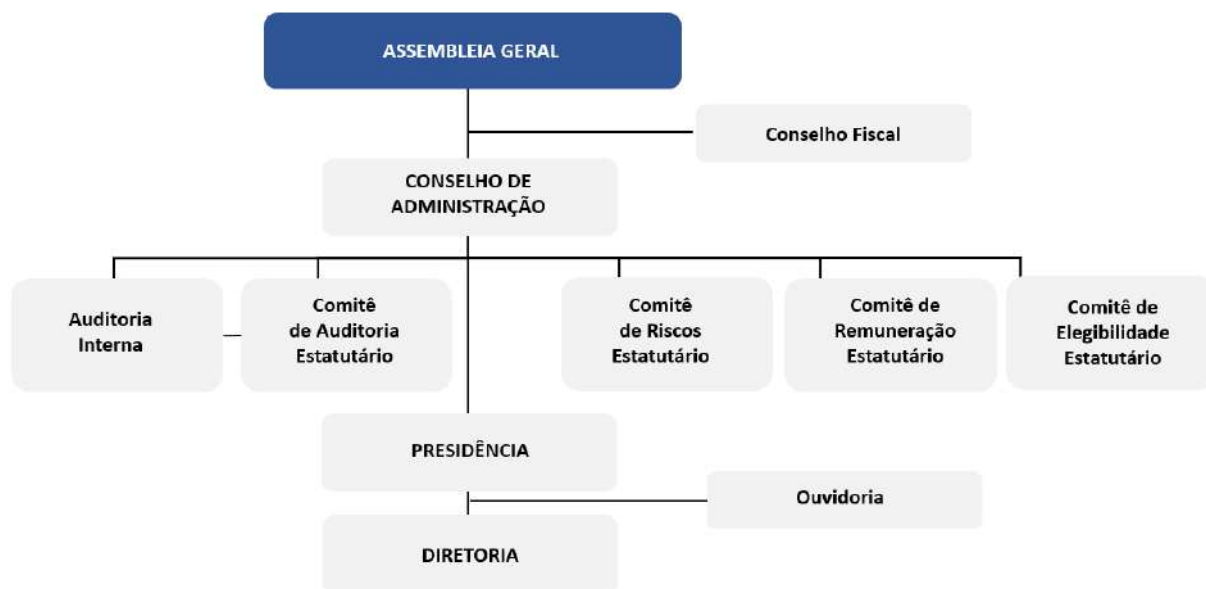 ASSEMBLEIA GERAL
Conselho Fiscal
CONSELHO DE
ADMINISTRAÇÃO
Auditoria
Interna
Comitê
de Auditoria
Estatutário
Comitê
de Riscos
Estatutário
Comitê de
Remuneração
Estatutário
Comitê de
Elegibilidade
Estatutário
PRESIDÊNCIA
Ouvidoria
DIRETORIA